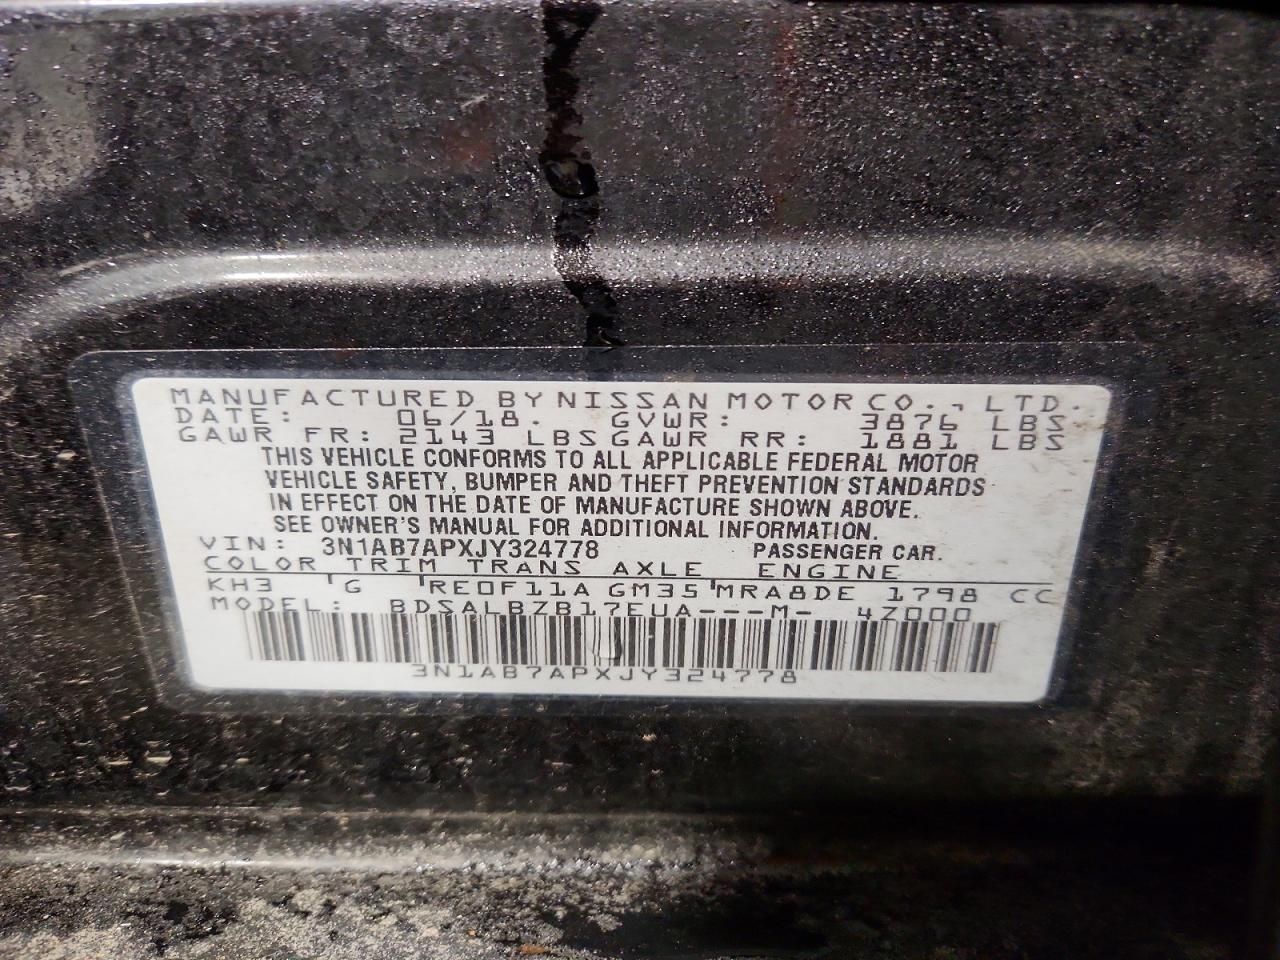 MANUFACTURED BY NISSAN MOTOR CO., LTD.
DATE: 06/18. GVWR: 3876 LBS
GAWR FR: 2143 LBS GAWR RR: 1881 LBS
THIS VEHICLE CONFORMS TO ALL APPLICABLE FEDERAL MOTOR
VEHICLE SAFETY, BUMPER AND THEFT PREVENTION STANDARDS
IN EFFECT ON THE DATE OF MANUFACTURE SHOWN ABOVE.
SEE OWNER'S MANUAL FOR ADDITIONAL INFORMATION.
VIN: 3N1AB7APXJY324778 PASSENGER CAR.
COLOR TRIM TRANS AXLE ENGINE
KH3 'G 'RE0F11A GM35'MRA8DE 1798 CC
MODEL: BDSALBZB17EUA---M- 4Z000
3N1AB7APXJY324778